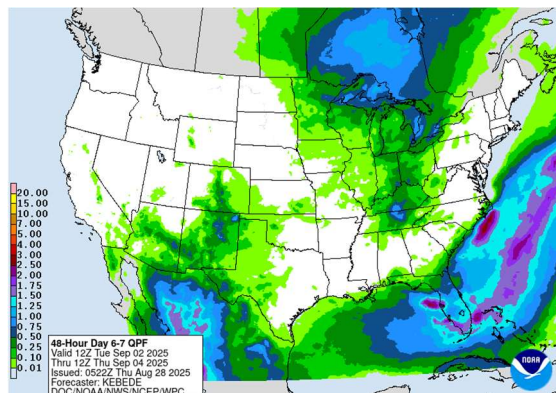 20.00
15.00
10.00
7.00
5.00
4.00
3.00
2.50
2.00
1.75
1.50
1.25
1.00
0.75
0.50
0.25
0.10
0.01
48-Hour Day 6-7 QPF
Valid 12Z Tue Sep 02 2025
Thru 12Z Thu Sep 04 2025
Issued: 0522Z Thu Aug 28 2025
Forecaster: KEBEDE
DOC/NOAA/NWS/NCEP/WPC
NOAA